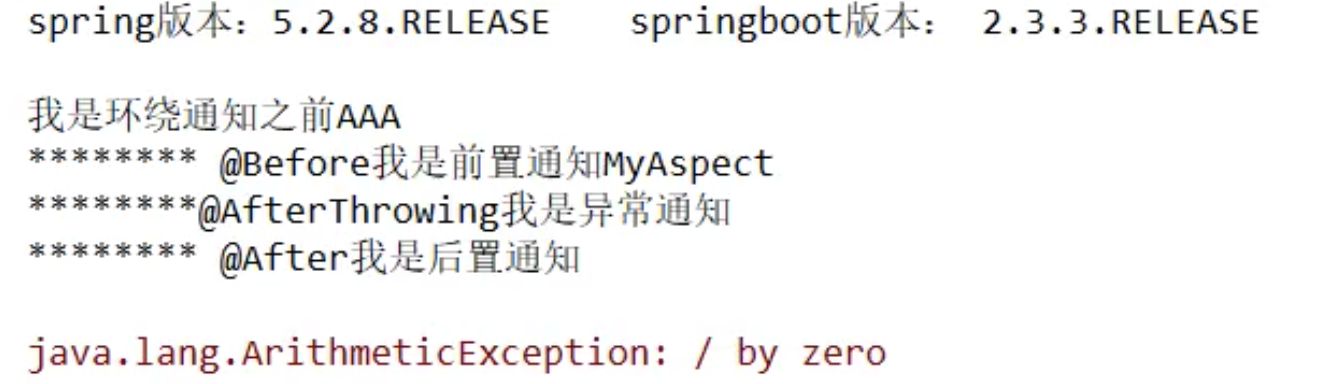 spring版本：5.2.8.RELEASE    springboot版本： 2.3.3.RELEASE
我是环绕通知之前AAA
******** @Before我是前置通知MyAspect
********@AfterThrowing我是异常通知
******** @After我是后置通知
java.lang.ArithmeticException: / by zero